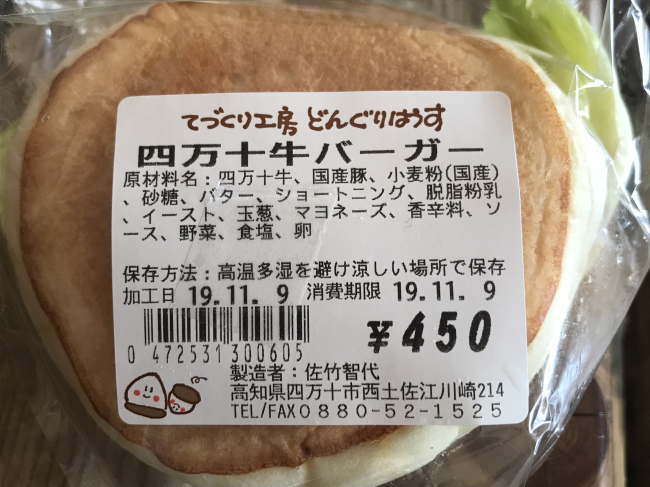 てづくり工房 どんぐりはうす
四万十牛バーガー
原材料名：四万十牛、国産豚、小麦粉(国産)
、砂糖、バター、ショートニング、脱脂粉乳
、イースト、玉葱、マヨネーズ、香辛料、ソ
ース、野菜、食塩、卵
保存方法：高温多湿を避け涼しい場所で保存
加工日 19.11. 9 消費期限 19.11. 9
¥450
0 472531 300605
製造者：佐竹智代
高知県四万十市西土佐江川崎214
TEL/FAX0880-52-1525